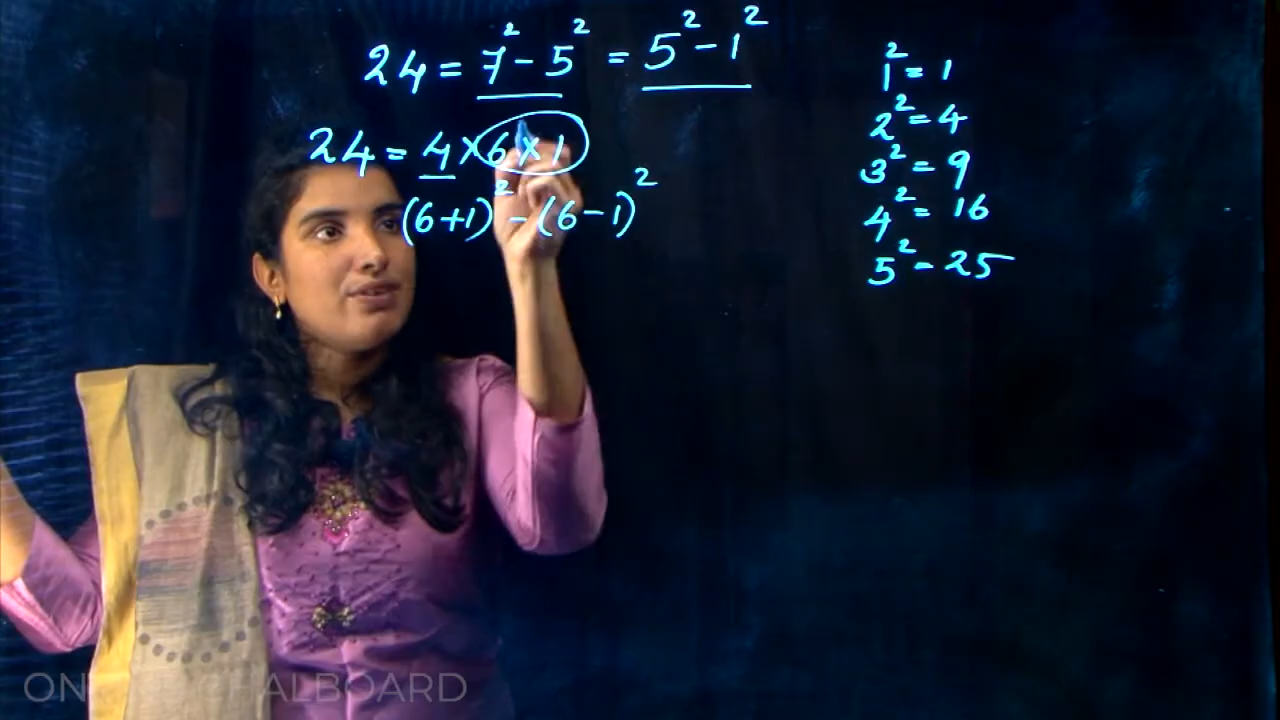 24 = 7² - 5² = 5² - 1²
24 = 4 × 6 × 1
(6+1)² - (6-1)²
1² = 1
2² = 4
3² = 9
4² = 16
5² = 25